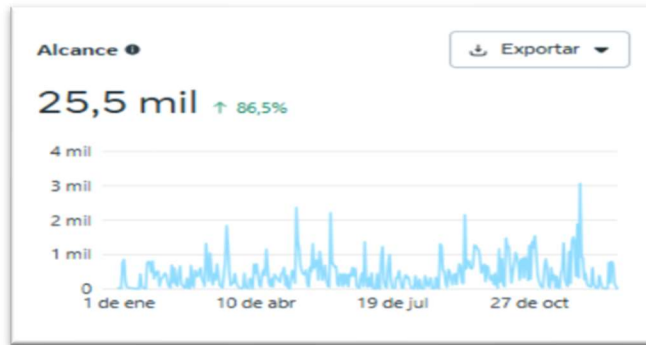 Alcance
Exportar
25,5 mil ↑ 86,5%
4 mil
3 mil
2 mil
1 mil
0
1 de ene 10 de abr 19 de jul 27 de oct